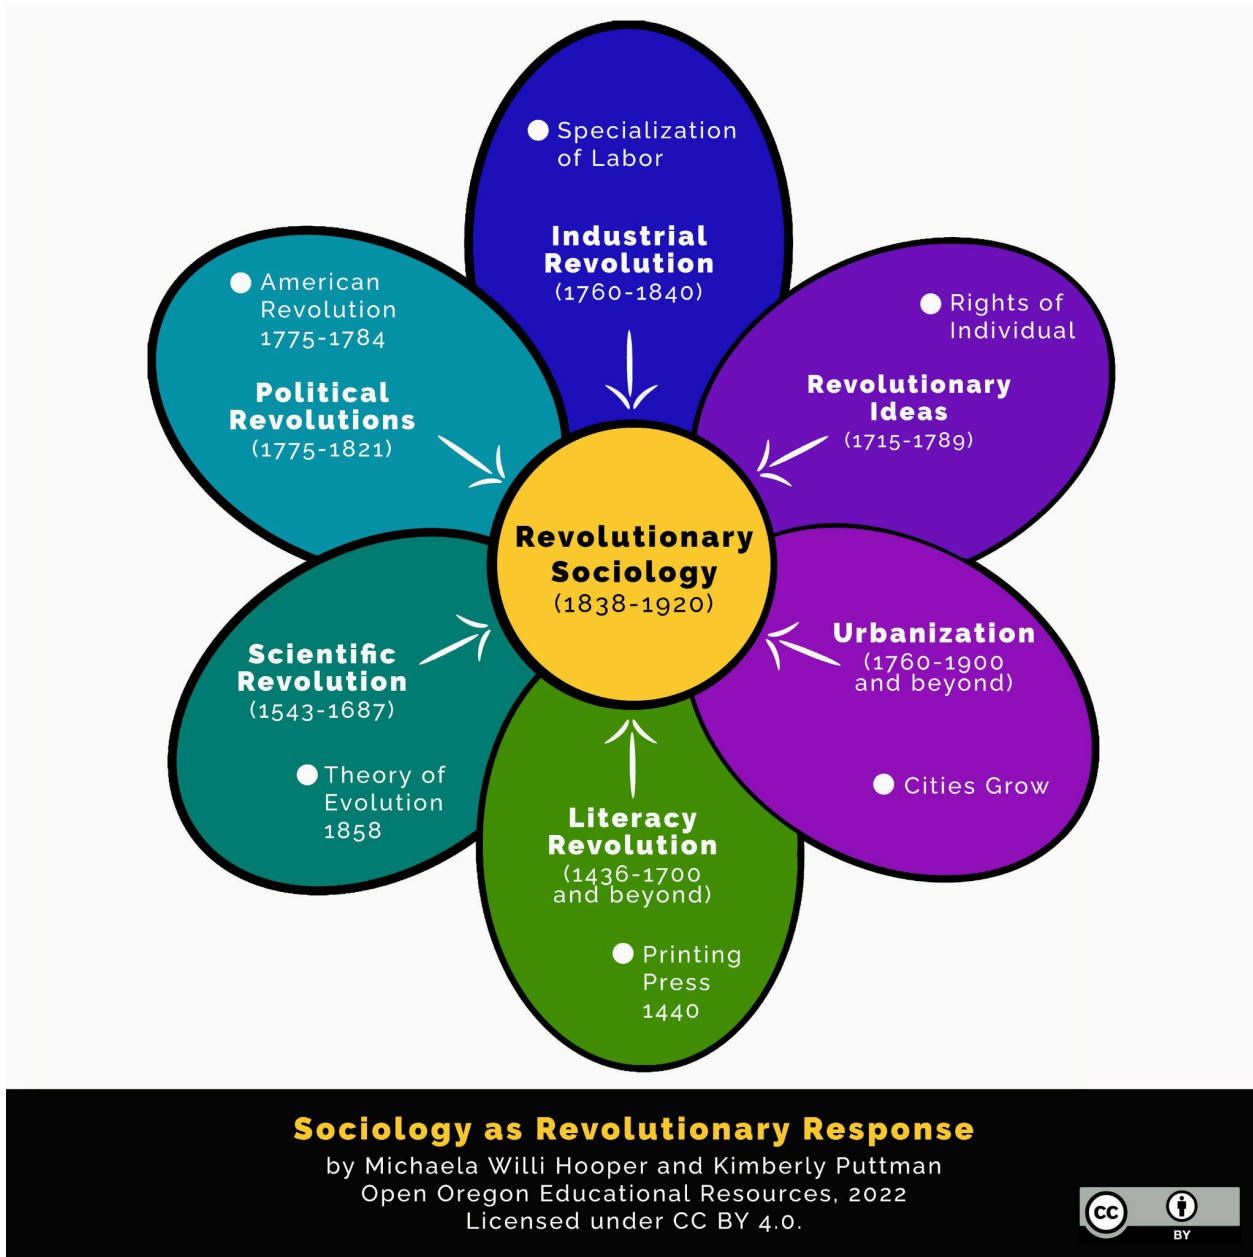 Specialization
of Labor
Industrial
Revolution
(1760-1840)
American
Revolution
1775-1784
Political
Revolutions
(1775-1821)
Rights of
Individual
Revolutionary
Ideas
(1715-1789)
Revolutionary
Sociology
(1838-1920)
Scientific
Revolution
(1543-1687)
Theory of
Evolution
1858
Urbanization
(1760-1900
and beyond)
Cities Grow
Literacy
Revolution
(1436-1700
and beyond)
Printing
Press
1440
Sociology as Revolutionary Response
by Michaela Willi Hooper and Kimberly Puttman
Open Oregon Educational Resources, 2022
Licensed under CC BY 4.0.
cc
BY